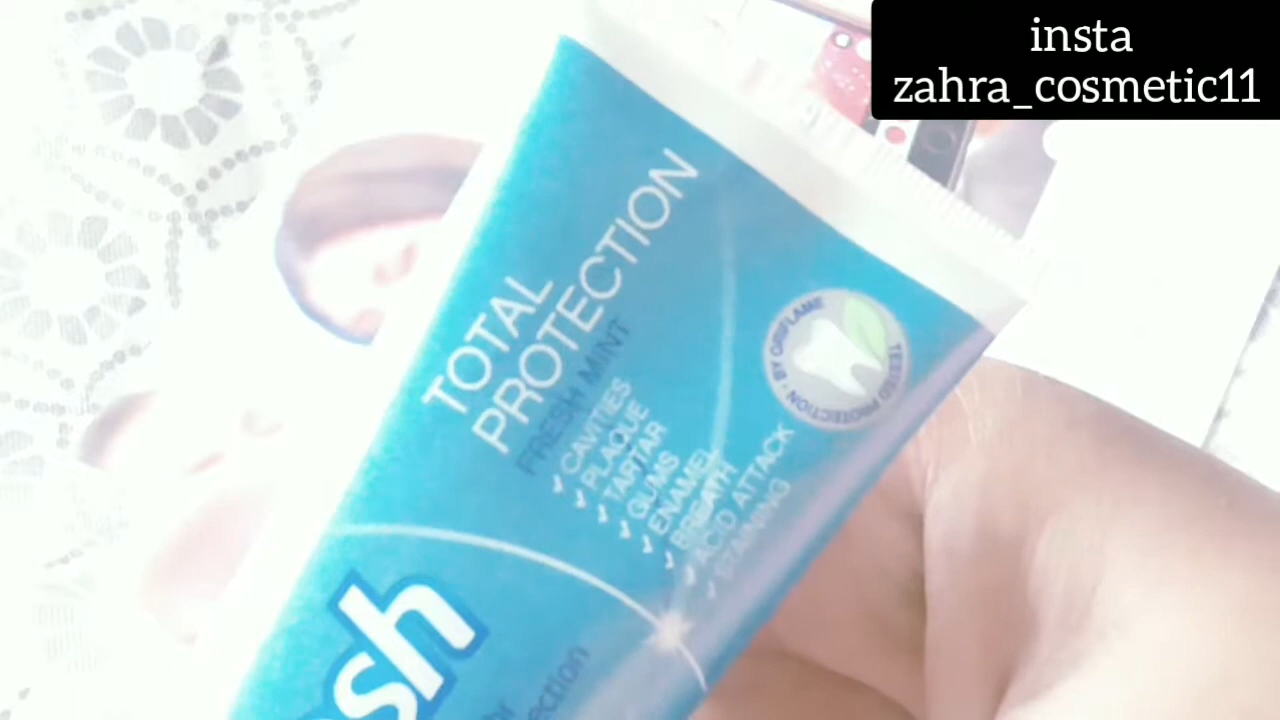 insta
zahra_cosmetic11
TOTAL
PROTECTION
FRESH MINT
✓ CAVITIES
✓ PLAQUE
✓ TARTAR
✓ GUMS
✓ ENAMEL
✓ BREATH
✓ ACID ATTACK
✓ STAINING
BY ORIFLAME · TESTED PROTECTION
sh